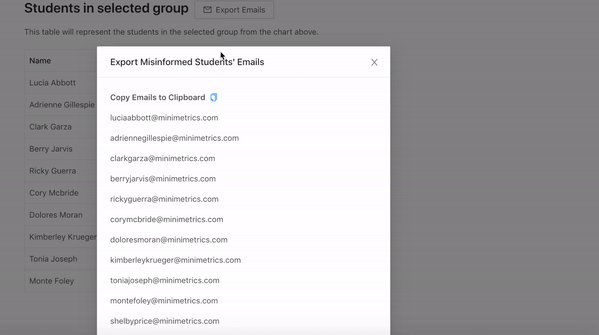 Students in selected group
Export Emails
This table will represent the students in the selected group from the chart above.
Name
Lucia Abbott
Adrienne Gillespie
Clark Garza
Berry Jarvis
Ricky Guerra
Cory Mcbride
Dolores Moran
Kimberley Krueger
Tonia Joseph
Monte Foley
Export Misinformed Students' Emails
X
Copy Emails to Clipboard
luciaabbott@minimetrics.com
adriennegillespie@minimetrics.com
clarkgarza@minimetrics.com
berryjarvis@minimetrics.com
rickyguerra@minimetrics.com
corymcbride@minimetrics.com
doloresmoran@minimetrics.com
kimberleykrueger@minimetrics.com
toniajoseph@minimetrics.com
montefoley@minimetrics.com
shelbyprice@minimetrics.com